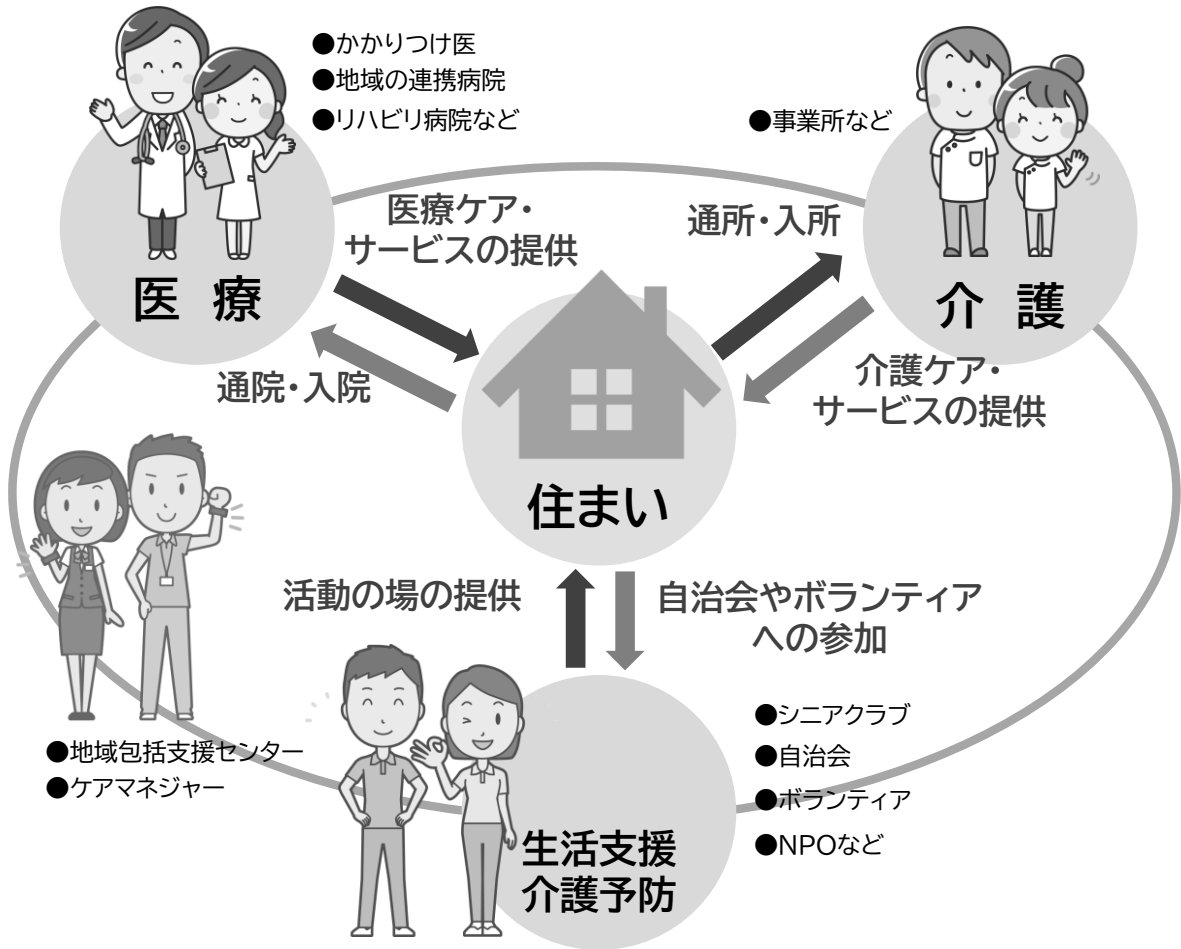 ●かかりつけ医
●地域の連携病院
●リハビリ病院など
●事業所など
医療ケア・
サービスの提供
通所・入所
医 療
介 護
通院・入院
介護ケア・
サービスの提供
住まい
活動の場の提供
自治会やボランティア
への参加
●地域包括支援センター
●ケアマネジャー
●シニアクラブ
●自治会
●ボランティア
●NPOなど
生活支援
介護予防